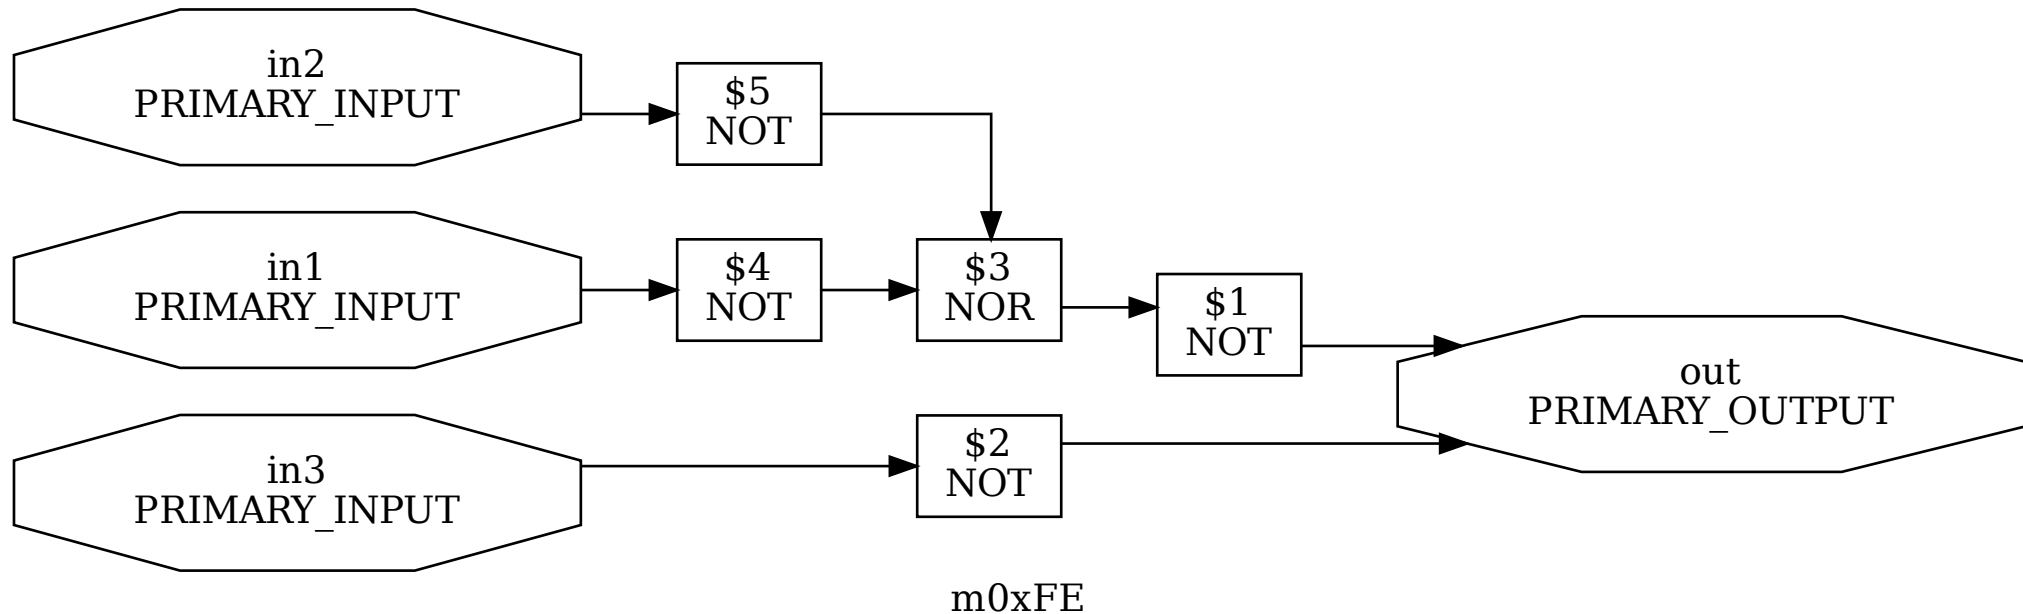 in2
PRIMARY_INPUT
$5
NOT
in1
PRIMARY_INPUT
$4
NOT
$3
NOR
$1
NOT
out
PRIMARY_OUTPUT
in3
PRIMARY_INPUT
$2
NOT
m0xFE